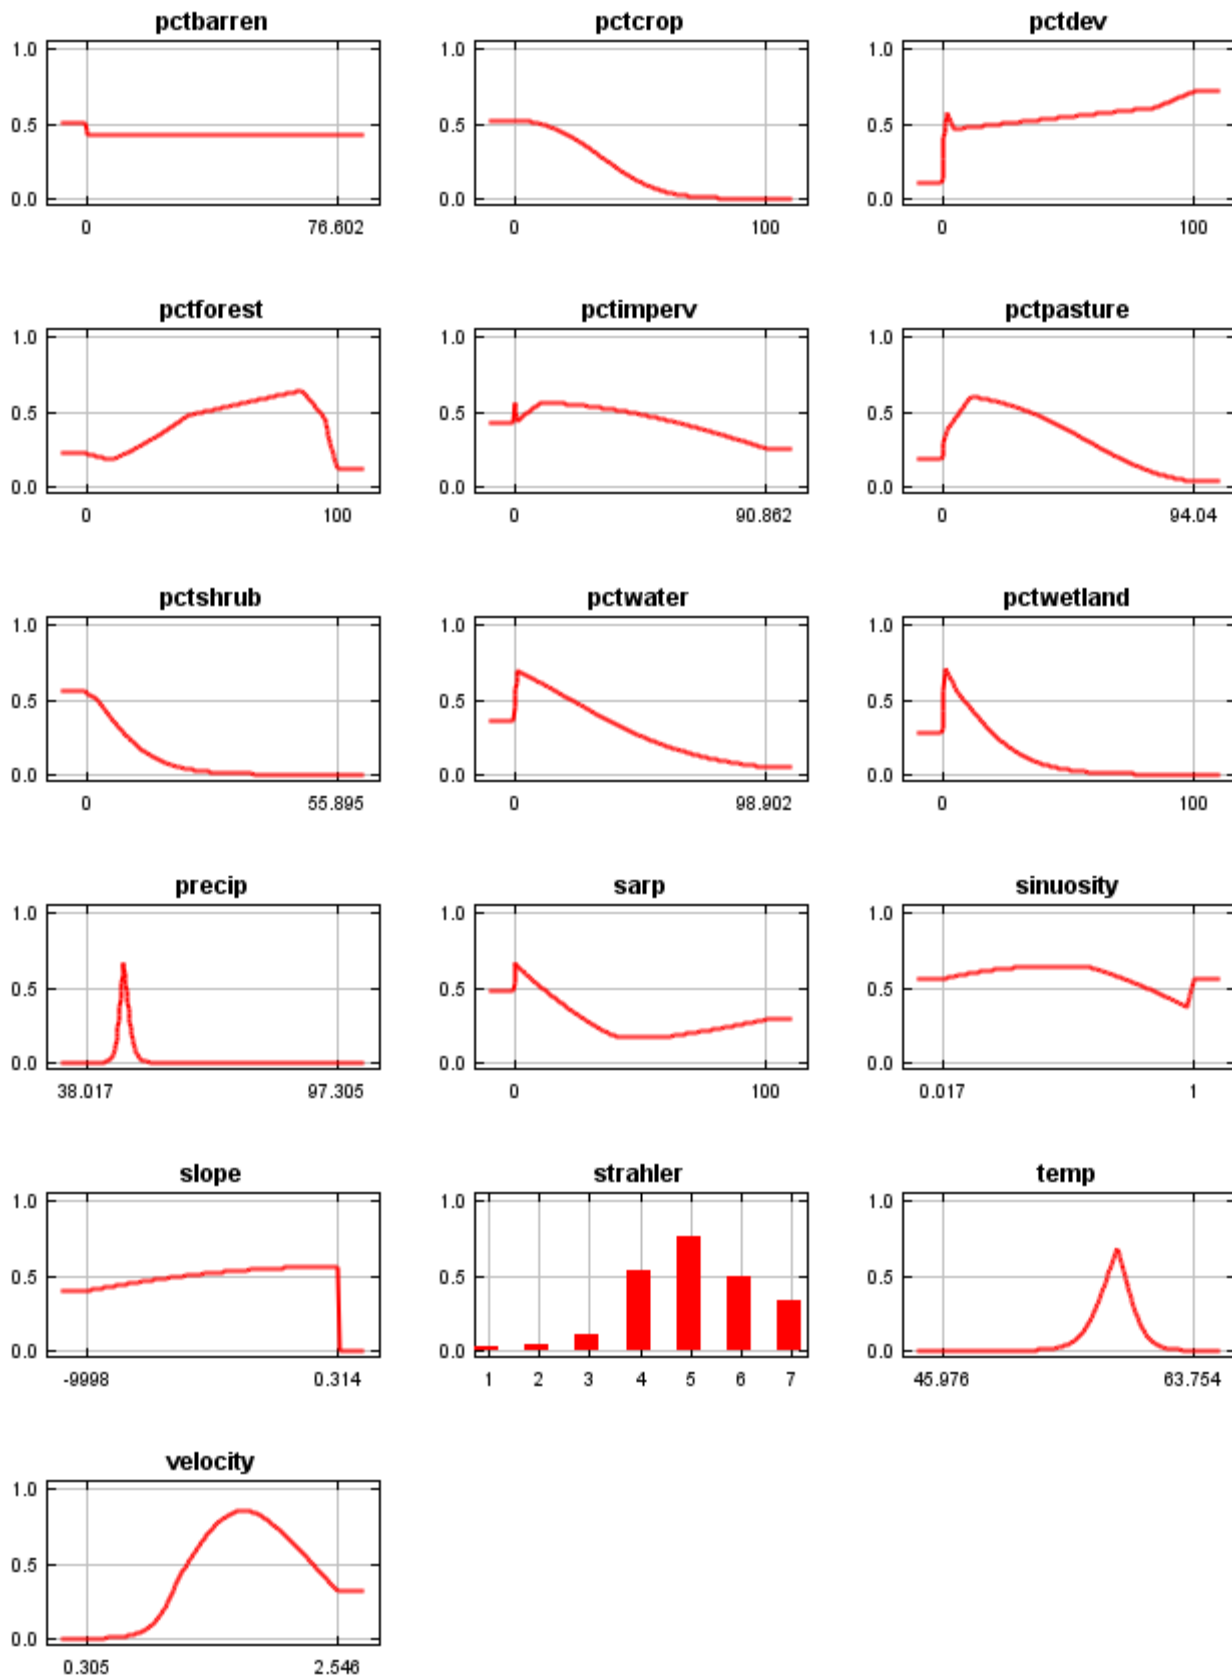 pctbarren pctcrop pctdev
1.0 1.0 1.0
0.5 0.5 0.5
0.0 0.0 0.0
0 76.602 0 100 0 100
pctforest pctimperv pctpasture
1.0 1.0 1.0
0.5 0.5 0.5
0.0 0.0 0.0
0 100 0 90.862 0 94.04
pctshrub pctwater pctwetland
1.0 1.0 1.0
0.5 0.5 0.5
0.0 0.0 0.0
0 55.895 0 98.902 0 100
precip sarp sinuosity
1.0 1.0 1.0
0.5 0.5 0.5
0.0 0.0 0.0
38.017 97.305 0 100 0.017 1
slope strahler temp
1.0 1.0 1.0
0.5 0.5 0.5
0.0 0.0 0.0
-9998 0.314 1 2 3 4 5 6 7 45.976 63.754
velocity
1.0
0.5
0.0
0.305 2.546